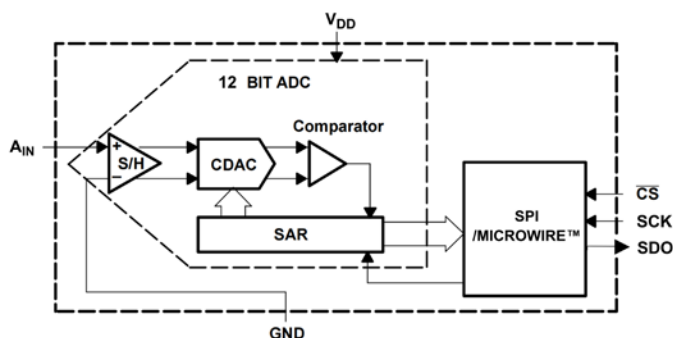 VDD
12 BIT ADC
Comparator
AIN
+
S/H
−
CDAC
SAR
SPI
/MICROWIRE™
CS
SCK
SDO
GND